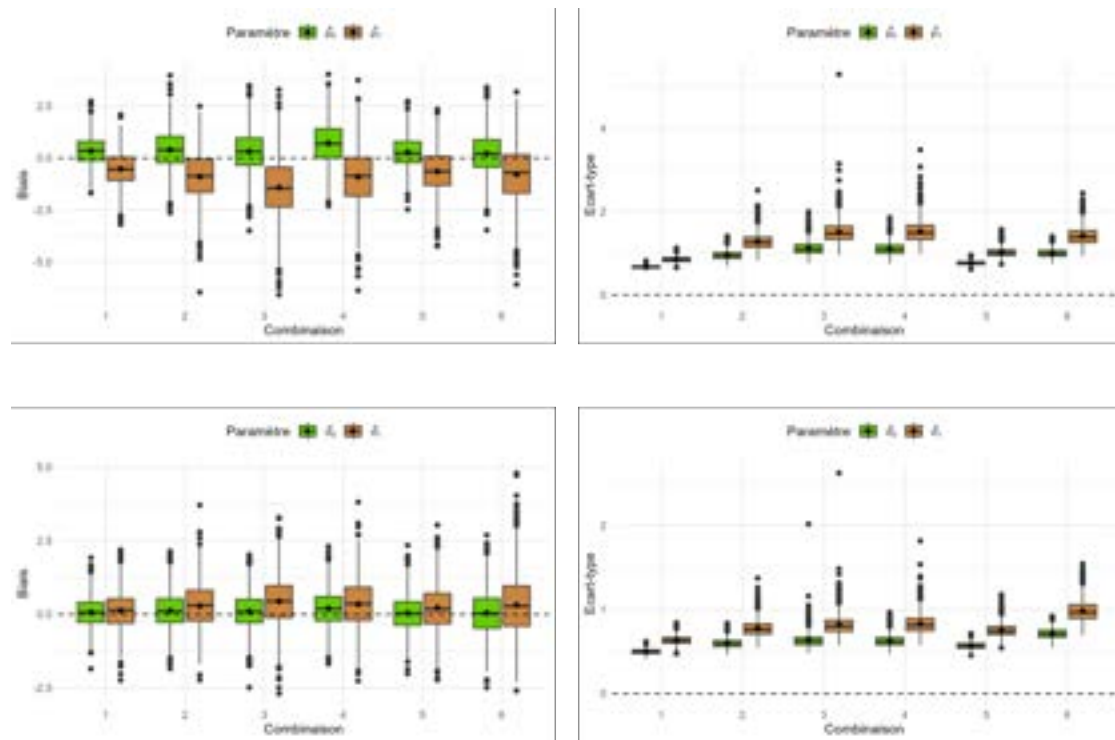 Paramètre
Biais
2.5
0.0
-2.5
-5.0
1 2 3 4 5 6
Combinaison
Paramètre
Ecart-type
4
2
0
1 2 3 4 5 6
Combinaison
Paramètre
Biais
5.0
2.5
0.0
-2.5
1 2 3 4 5 6
Combinaison
Paramètre
Ecart-type
0
1 2 3 4 5 6
Combinaison